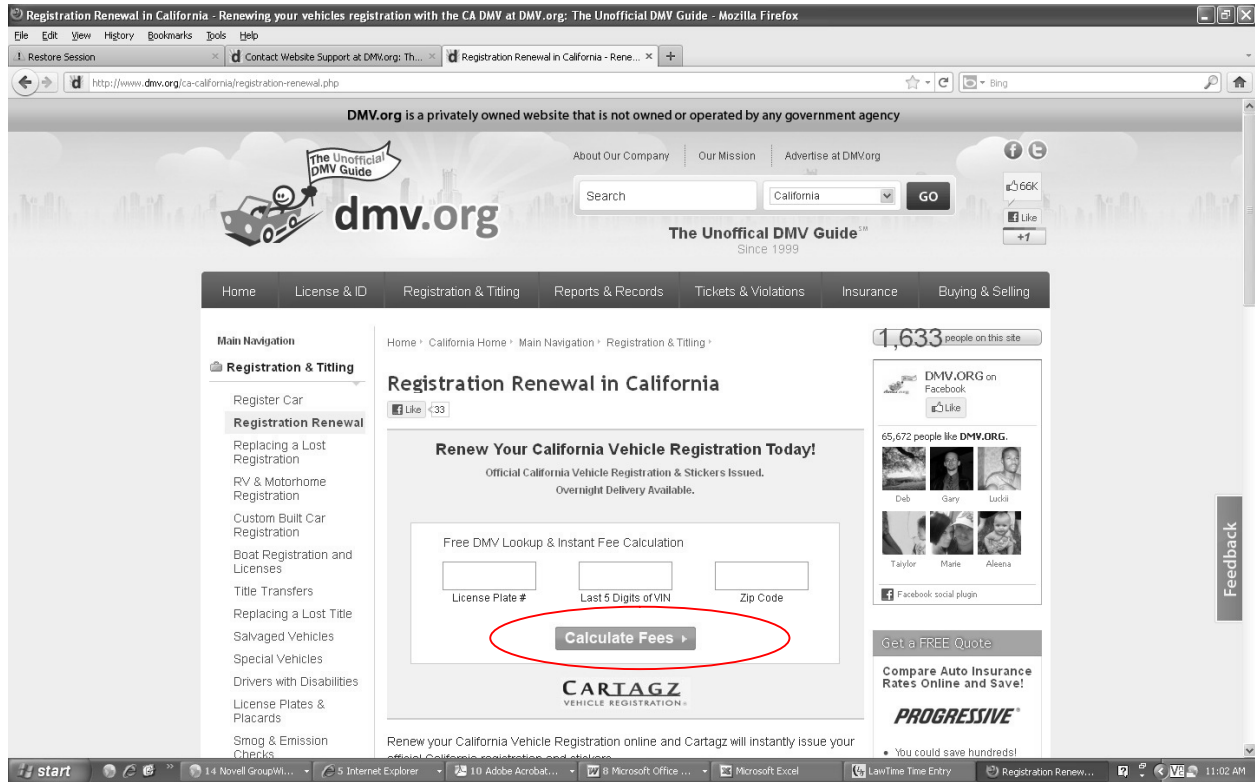 Registration Renewal in California - Renewing your vehicles registration with the CA DMV at DMV.org: The Unofficial DMV Guide - Mozilla Firefox
File Edit View History Bookmarks Tools Help
Restore Session
Contact Website Support at DMV.org: Th...
Registration Renewal in California - Rene...
http://www.dmv.org/ca-california/registration-renewal.php
Bing
DMV.org is a privately owned website that is not owned or operated by any government agency
The Unofficial
DMV Guide
dmv.org
About Our Company Our Mission Advertise at DMV.org
Search California GO
The Unoffical DMV Guide℠
Since 1999
66K
Like
+1
Home License & ID Registration & Titling Reports & Records Tickets & Violations Insurance Buying & Selling
Main Navigation
Registration & Titling
Register Car
Registration Renewal
Replacing a Lost
Registration
RV & Motorhome
Registration
Custom Built Car
Registration
Boat Registration and
Licenses
Title Transfers
Replacing a Lost Title
Salvaged Vehicles
Special Vehicles
Drivers with Disabilities
License Plates &
Placards
Smog & Emission
Checks
Home California Home Main Navigation Registration & Titling
Registration Renewal in California
Like 33
Renew Your California Vehicle Registration Today!
Official California Vehicle Registration & Stickers Issued.
Overnight Delivery Available.
Free DMV Lookup & Instant Fee Calculation
License Plate # Last 5 Digits of VIN Zip Code
Calculate Fees
CARTAGZ
VEHICLE REGISTRATION
Renew your California Vehicle Registration online and Cartagz will instantly issue your
official California registration and stickers.
1,633 people on this site
DMV.ORG on
Facebook
Like
65,672 people like DMV.ORG.
Deb Gary Luckii
Taiylor Marie Aleena
Facebook social plugin
Get a FREE Quote
Compare Auto Insurance
Rates Online and Save!
PROGRESSIVE
You could save hundreds!
Feedback
start 14 Novell GroupWi... 5 Internet Explorer 10 Adobe Acrobat... 8 Microsoft Office ... Microsoft Excel LawTime Time Entry Registration Renew... 11:02 AM